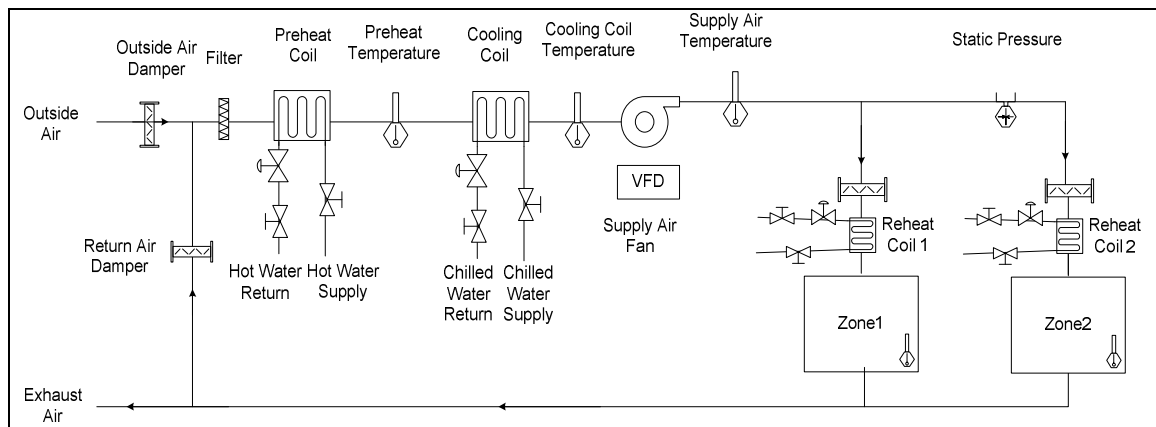 Outside Air
Damper
Filter
Preheat
Coil
Preheat
Temperature
Cooling
Coil
Cooling Coil
Temperature
Supply Air
Temperature
Static Pressure
Outside
Air
VFD
Supply Air
Fan
Return Air
Damper
Hot Water
Return
Hot Water
Supply
Chilled
Water
Return
Chilled
Water
Supply
Reheat
Coil 1
Reheat
Coil 2
Zone1
Zone2
Exhaust
Air